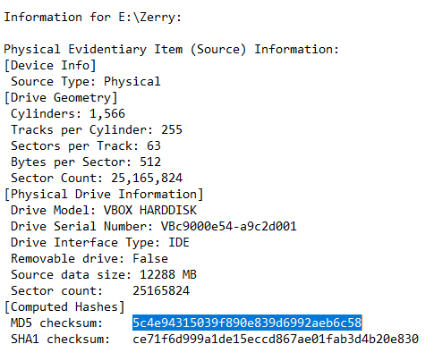 Information for E:\Zerry:
Physical Evidentiary Item (Source) Information:
[Device Info]
Source Type: Physical
[Drive Geometry]
Cylinders: 1,566
Tracks per Cylinder: 255
Sectors per Track: 63
Bytes per Sector: 512
Sector Count: 25,165,824
[Physical Drive Information]
Drive Model: VBOX HARDDISK
Drive Serial Number: VBc9000e54-a9c2d001
Drive Interface Type: IDE
Removable drive: False
Source data size: 12288 MB
Sector count:    25165824
[Computed Hashes]
MD5 checksum:    5c4e94315039f890e839d6992aeb6c58
SHA1 checksum:   ce71f6d999a1de15eccd867ae01fab3d4b20e830